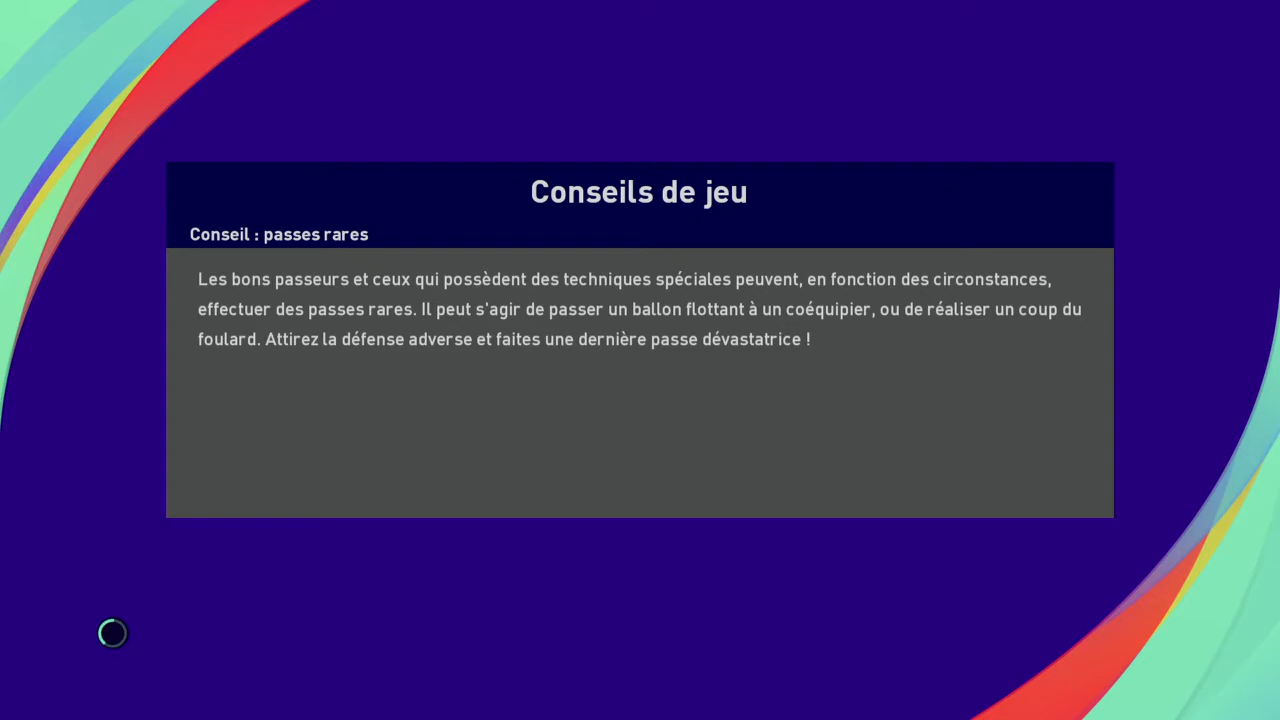 Conseils de jeu
Conseil : passes rares
Les bons passeurs et ceux qui possèdent des techniques spéciales peuvent, en fonction des circonstances,
effectuer des passes rares. Il peut s'agir de passer un ballon flottant à un coéquipier, ou de réaliser un coup du
foulard. Attirez la défense adverse et faites une dernière passe dévastatrice !